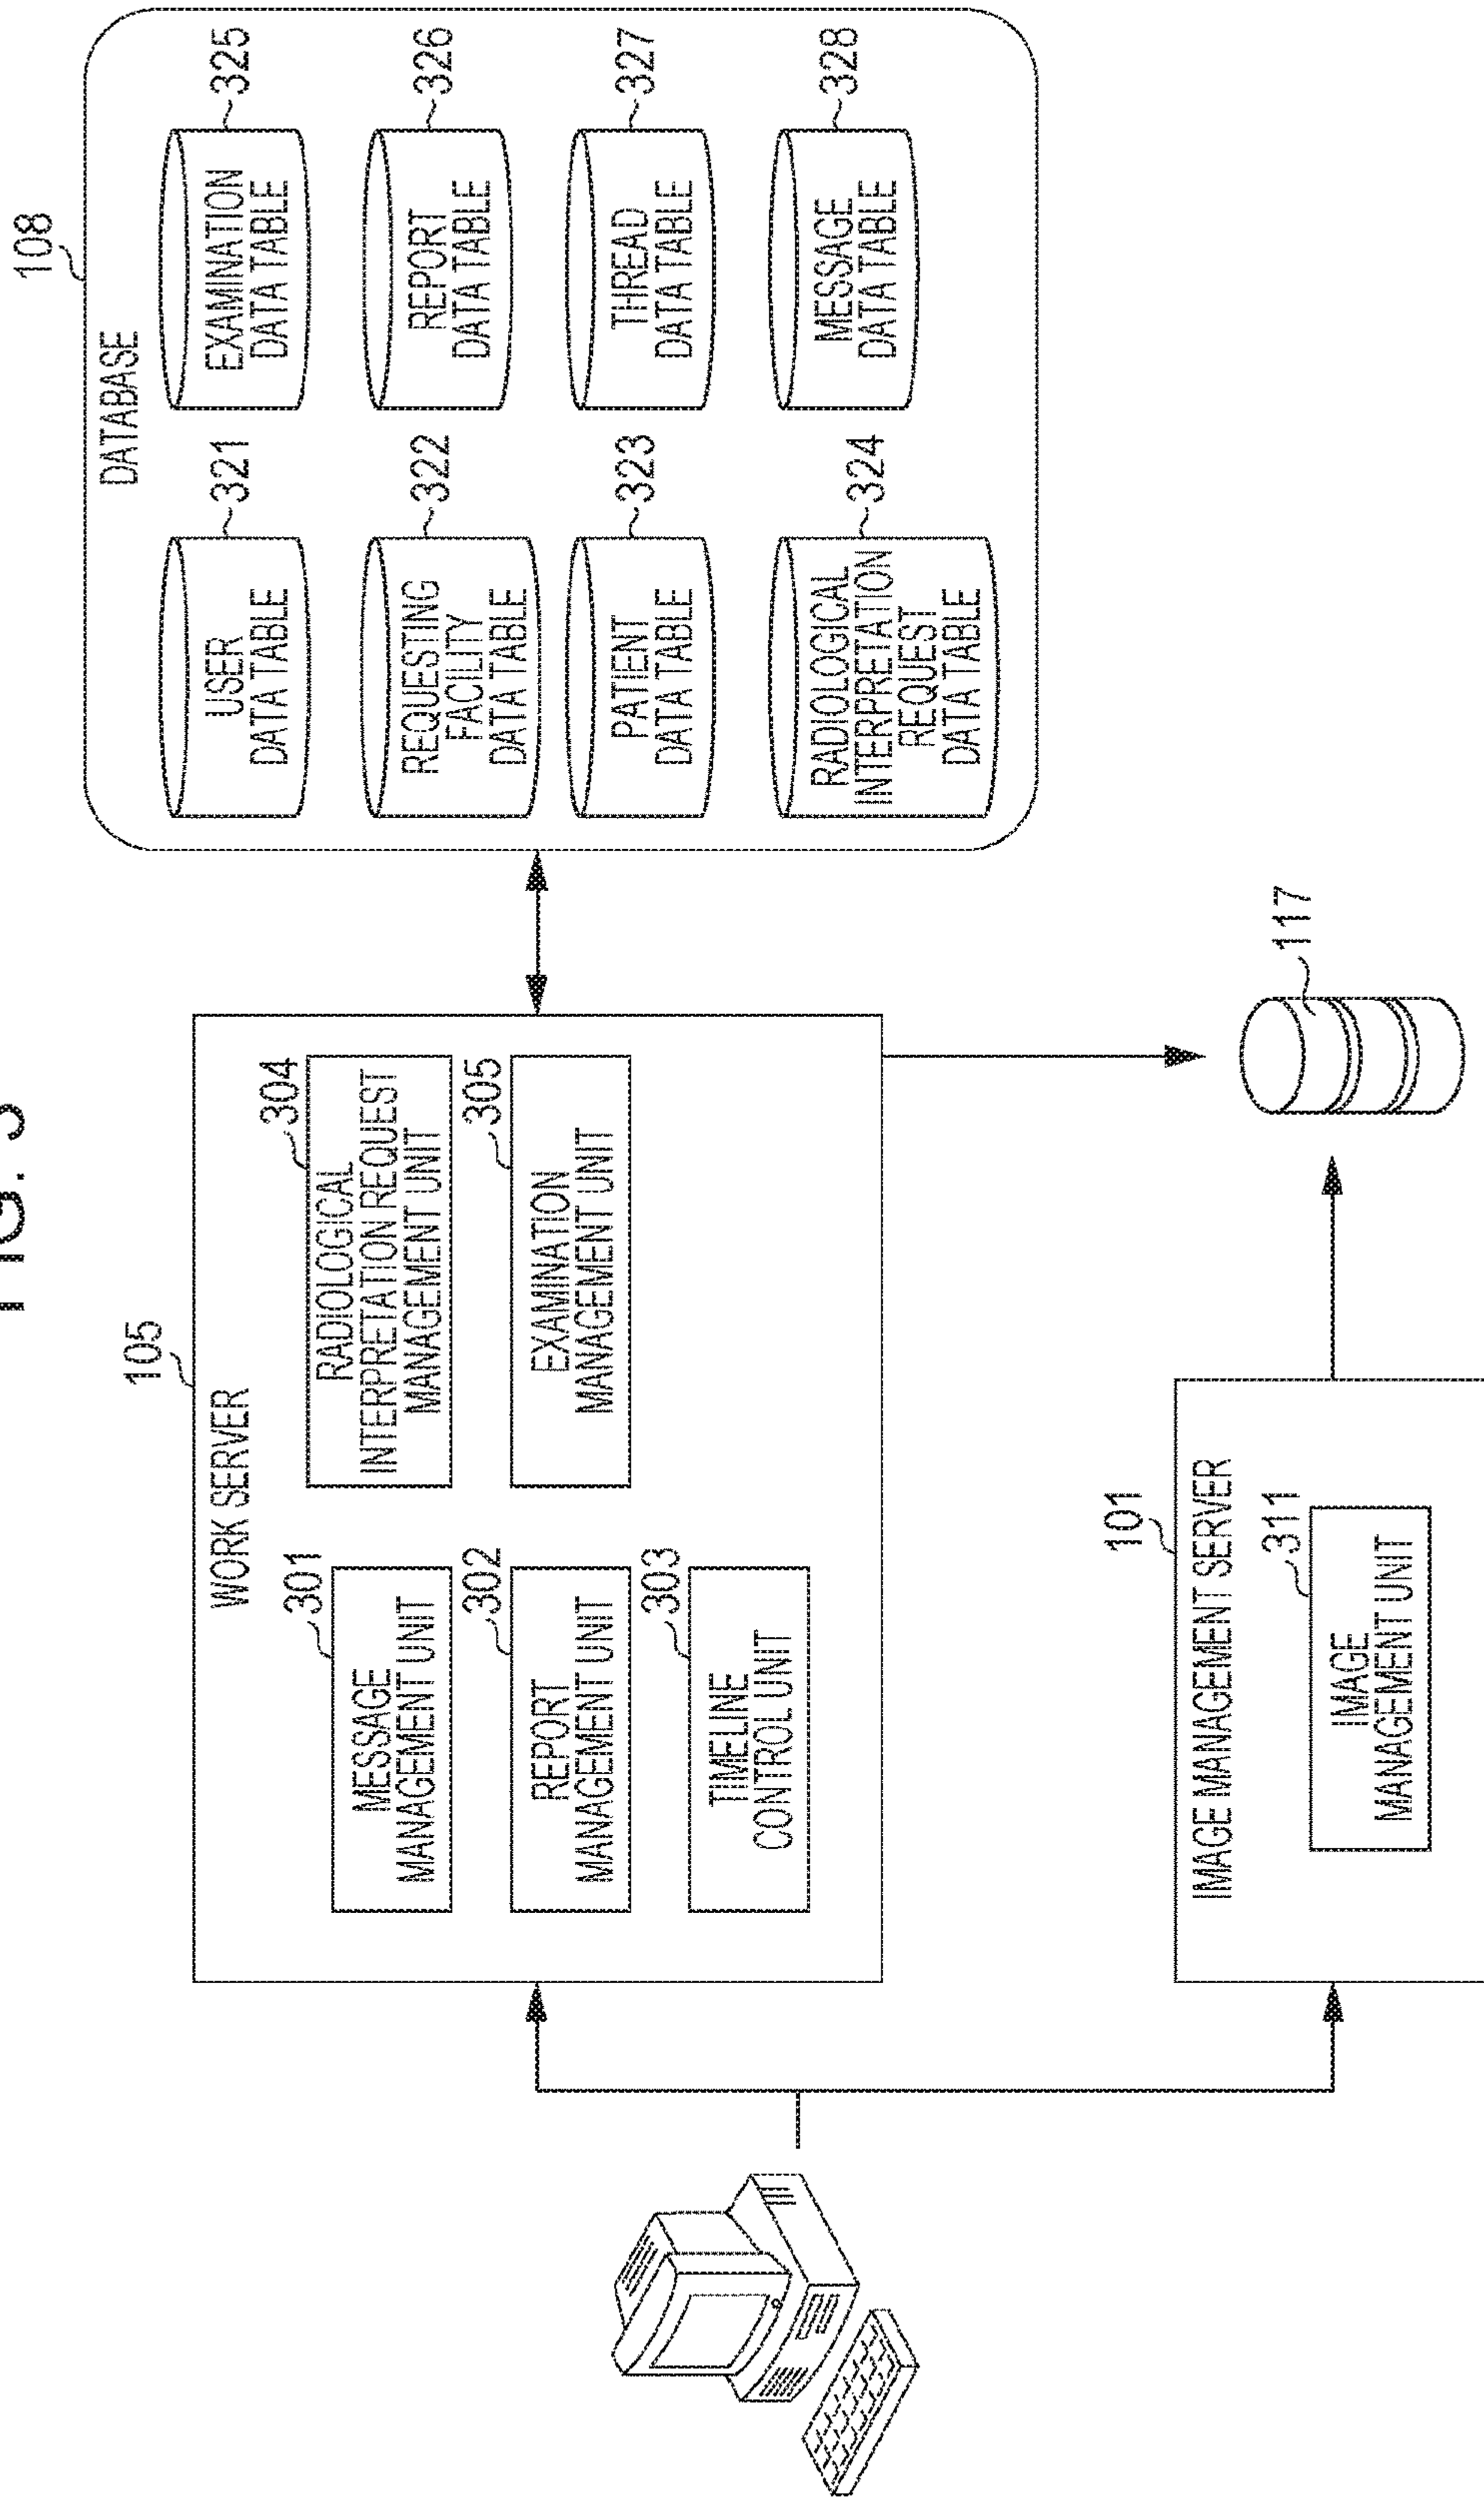 FIG. 3
105
WORK SERVER
301
MESSAGE
MANAGEMENT UNIT
302
REPORT
MANAGEMENT UNIT
303
TIMELINE
CONTROL UNIT
304
RADIOLOGICAL
INTERPRETATION REQUEST
MANAGEMENT UNIT
305
EXAMINATION
MANAGEMENT UNIT
108
DATABASE
321
USER
DATA TABLE
322
REQUESTING
FACILITY
DATA TABLE
323
PATIENT
DATA TABLE
324
RADIOLOGICAL
INTERPRETATION
REQUEST
DATA TABLE
325
EXAMINATION
DATA TABLE
326
REPORT
DATA TABLE
327
THREAD
DATA TABLE
328
MESSAGE
DATA TABLE
101
IMAGE MANAGEMENT SERVER
311
IMAGE
MANAGEMENT UNIT
117